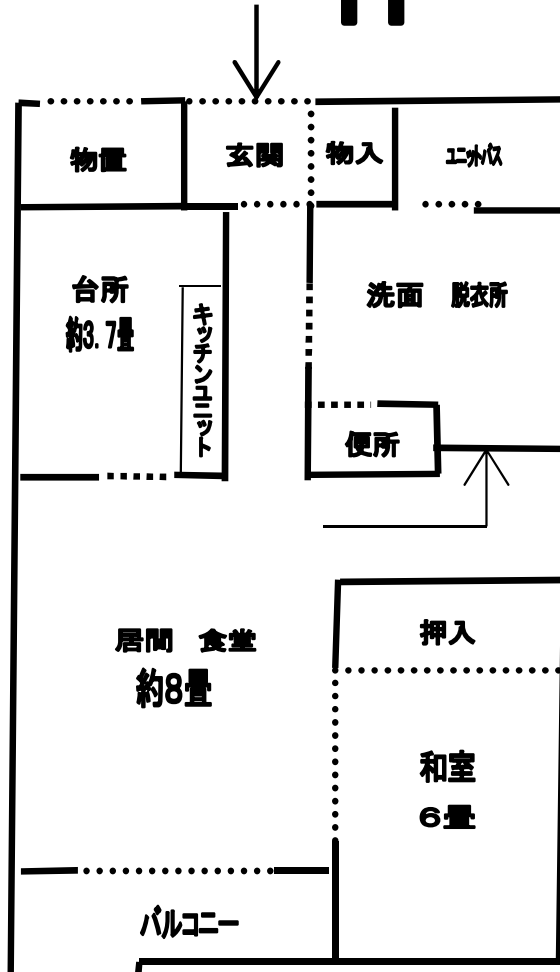 物置
玄関
物入
ユニットバス
台所
約3.7畳
キッチンユニット
洗面 脱衣所
便所
居間 食堂
約8畳
押入
和室
6畳
バルコニー